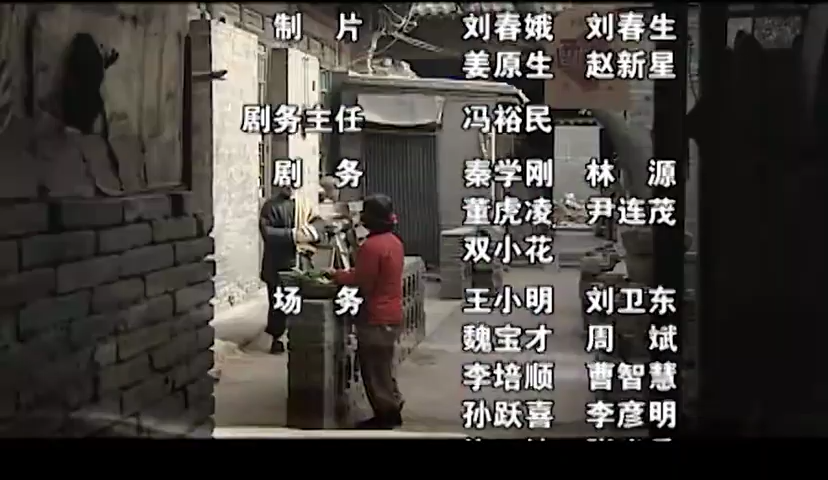 制 片 刘春娥 刘春生
姜原生 赵新星
剧务主任 冯裕民
剧 务 秦学刚 林 源
董虎凌 尹连茂
双小花
场 务 王小明 刘卫东
魏宝才 周 斌
李培顺 曹智慧
孙跃喜 李彦明